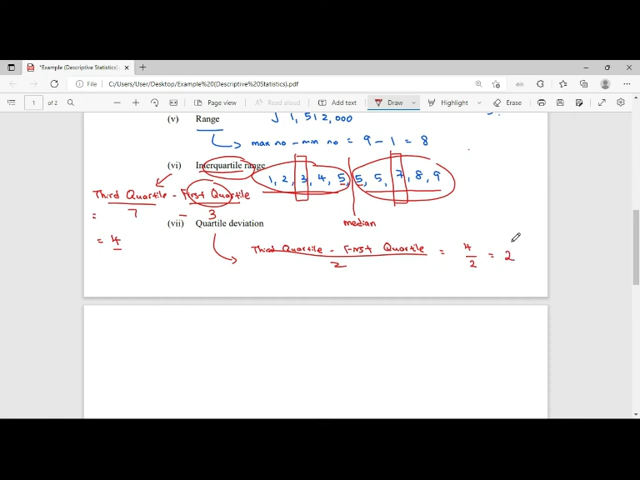 *Example (Descriptive Statistics).p
File
C:/Users/User/Desktop/Example%20(Descriptive%20Statistics).pdf
1 of 2
Page view
Read aloud
Draw
Highlight
Erase
(v) Range √ 1, 512,000
max no - min no = 9 - 1 = 8
(vi) Interquartile range 1, 2, 3, 4, 5, 5, 5, 7, 8, 9
Third Quartile - First Quartile
= 7 - 3
= 4
median
(vii) Quartile deviation
Third Quartile - First Quartile = 4 = 2
2 2